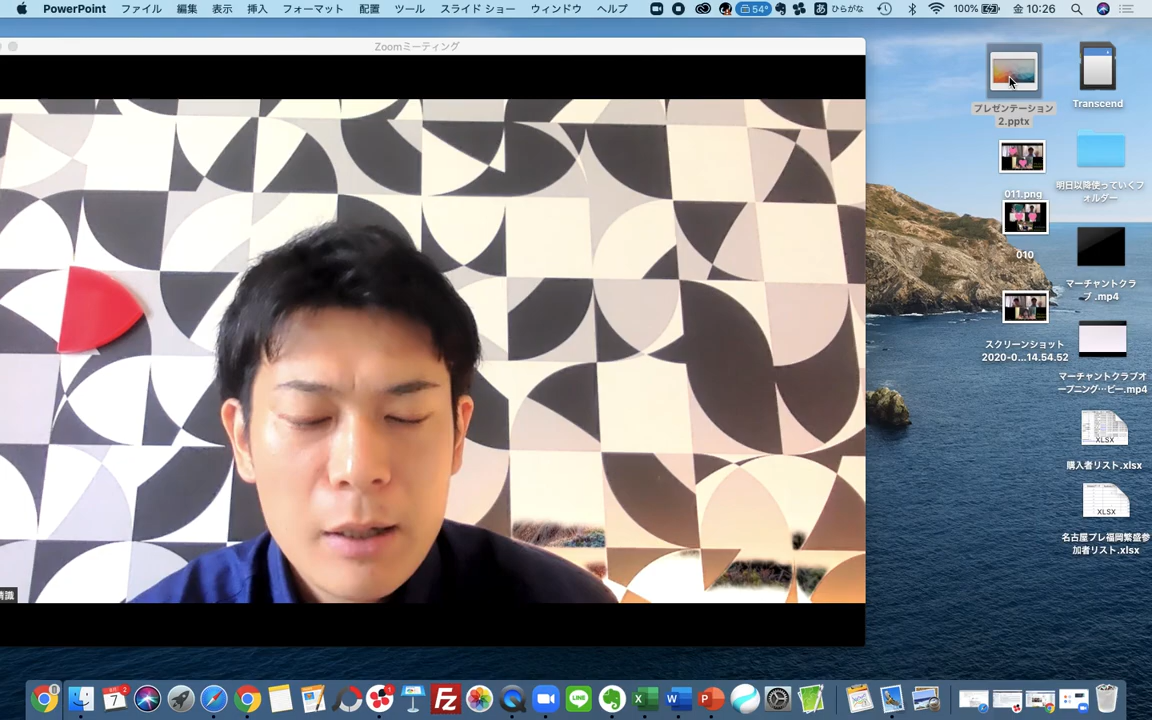 PowerPoint ファイル 編集 表示 挿入 フォーマット 配置 ツール スライド ショー ウィンドウ ヘルプ 54° あ ひらがな 100% 金 10:26
Zoomミーティング
プレゼンテーション
2.pptx
Transcend
011.png
明日以降使っていくフ
ォルダー
010
マーチャントクラ
ブ .mp4
スクリーンショット
2020-0...14.54.52
マーチャントクラブオ
ープニング…ピー.mp4
XLSX
購入者リスト.xlsx
XLSX
名古屋プレ福岡繁盛参
加者リスト.xlsx
7
2
1
LINE
W
P